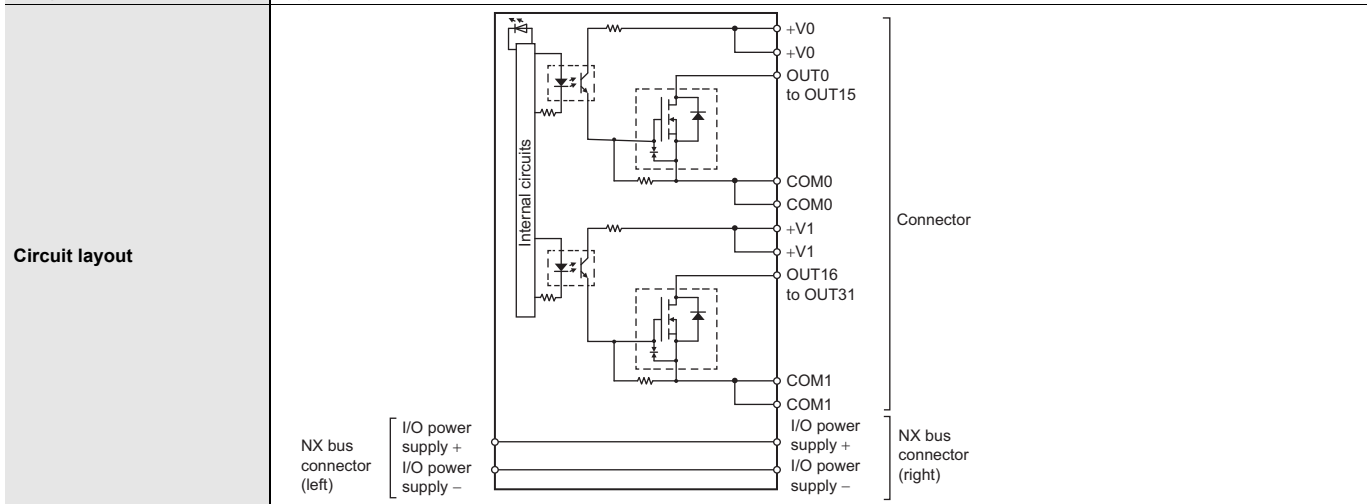 Circuit layout
Internal circuits
+V0
+V0
OUT0
to OUT15
COM0
COM0
+V1
+V1
OUT16
to OUT31
COM1
COM1
Connector
NX bus
connector
(left)
I/O power
supply +
I/O power
supply −
I/O power
supply +
I/O power
supply −
NX bus
connector
(right)